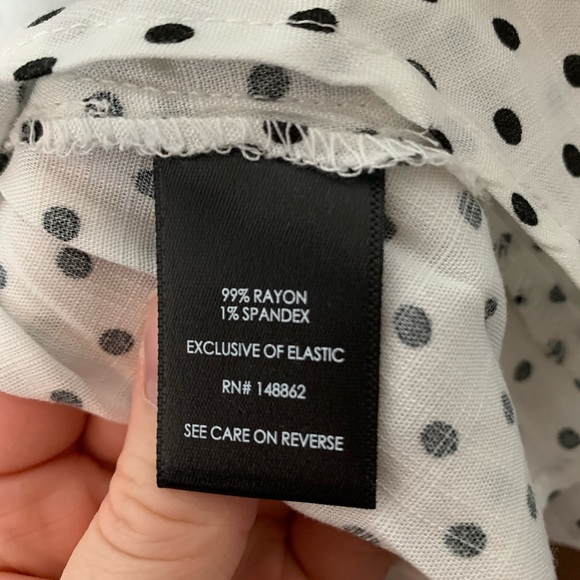 99% RAYON
1% SPANDEX
EXCLUSIVE OF ELASTIC
RN# 148862
SEE CARE ON REVERSE